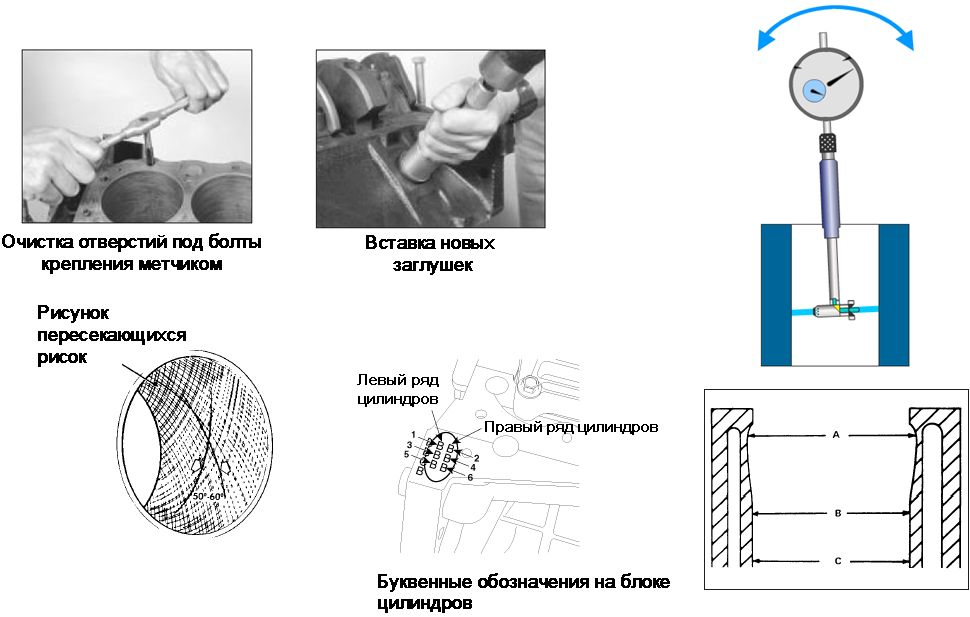 Очистка отверстий под болты
крепления метчиком
Вставка новых
заглушек
Рисунок
пересекающихся
рисок
50°-60°
Левый ряд
цилиндров
Правый ряд цилиндров
1
3
5
2
4
6
Буквенные обозначения на блоке
цилиндров
A
B
C